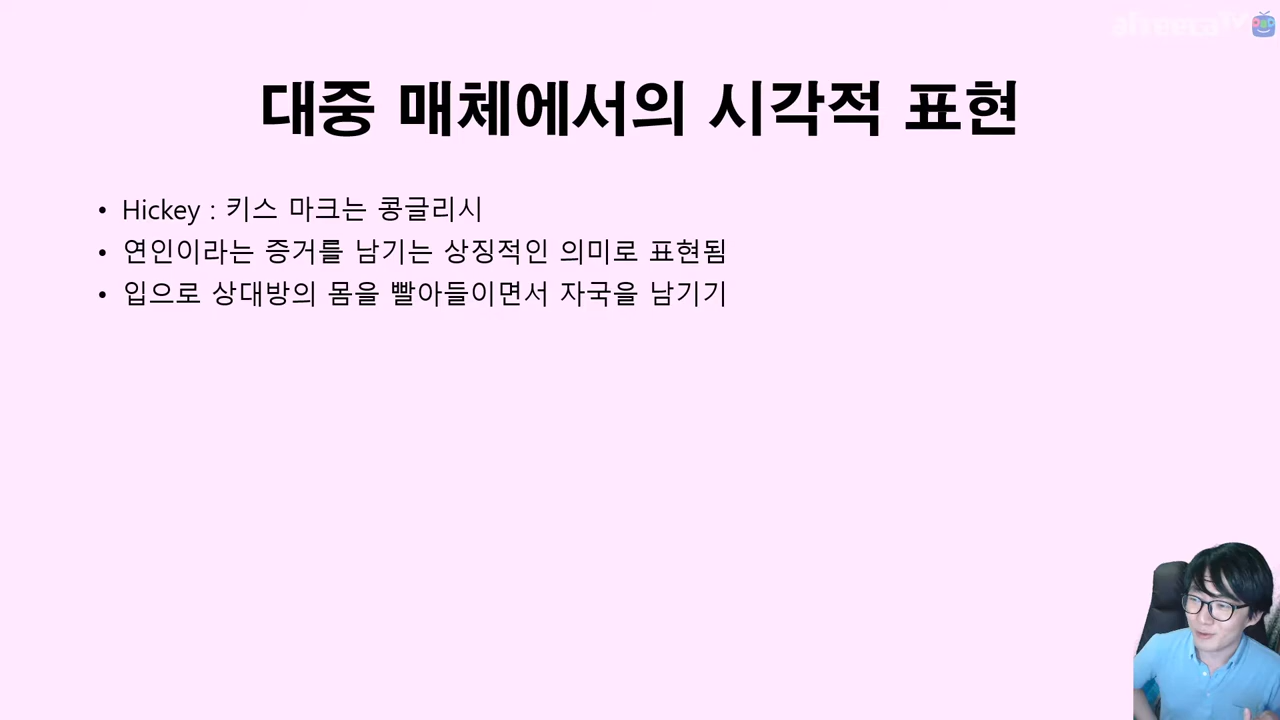 대중 매체에서의 시각적 표현
• Hickey : 키스 마크는 콩글리시
• 연인이라는 증거를 남기는 상징적인 의미로 표현됨
• 입으로 상대방의 몸을 빨아들이면서 자국을 남기기